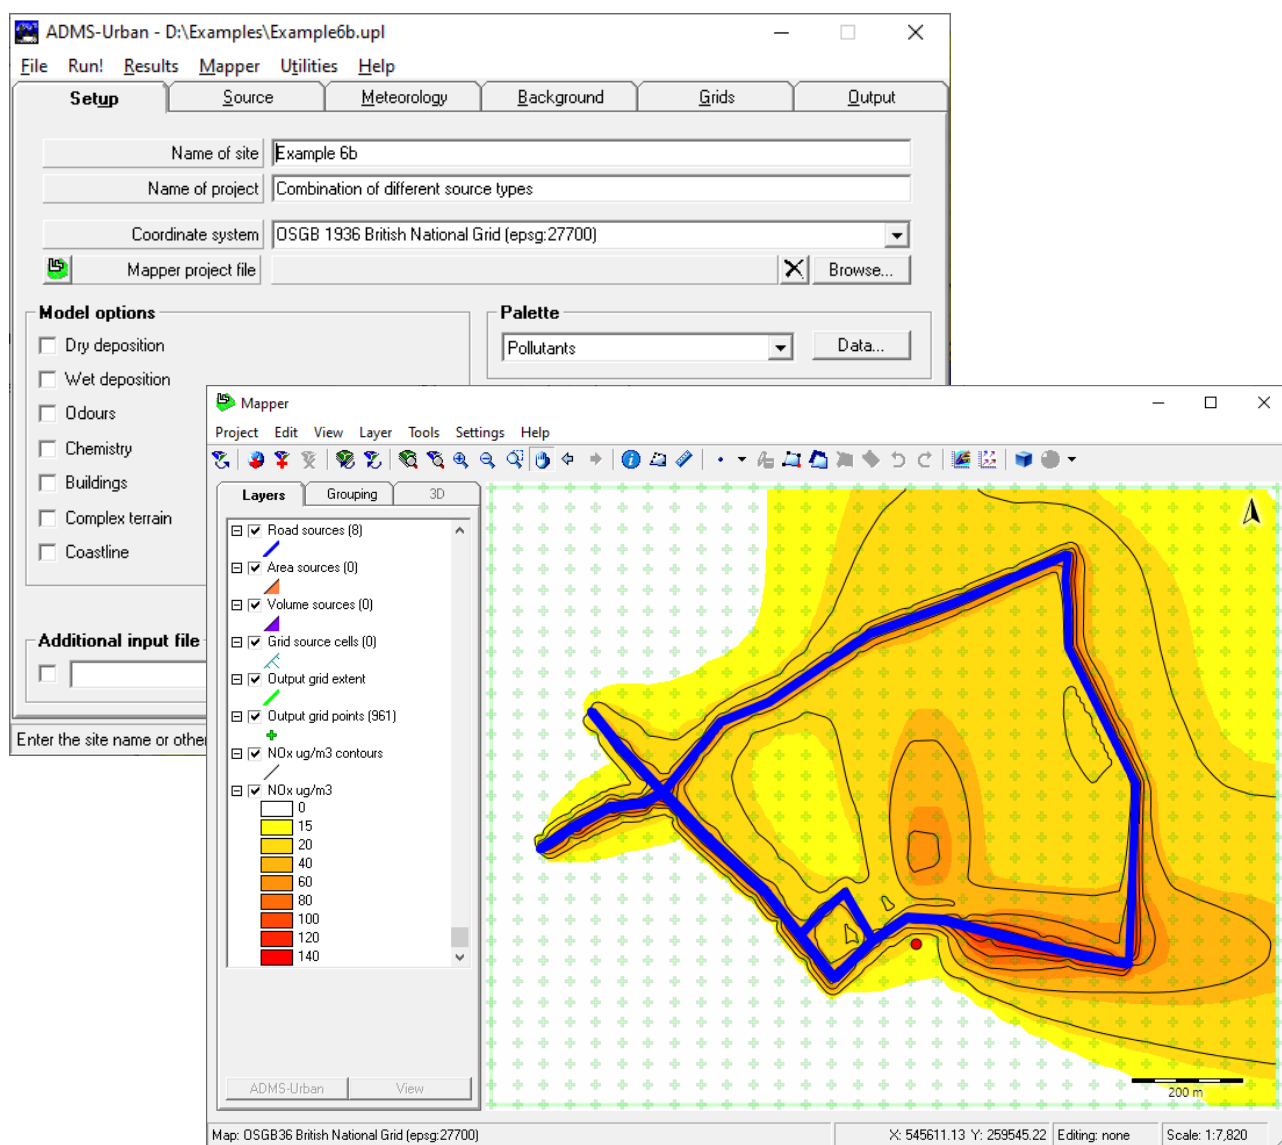 ADMS-Urban - D:\Examples\Example6b.upl
File Run! Results Mapper Utilities Help
Setup Source Meteorology Background Grids Output
Name of site Example 6b
Name of project Combination of different source types
Coordinate system OSGB 1936 British National Grid (epsg:27700)
Mapper project file Browse...
Model options
Dry deposition
Wet deposition
Odours
Chemistry
Buildings
Complex terrain
Coastline
Palette
Pollutants Data...
Additional input file
Enter the site name or other
Mapper
Project Edit View Layer Tools Settings Help
Layers Grouping 3D
Road sources (8)
Area sources (0)
Volume sources (0)
Grid source cells (0)
Output grid extent
Output grid points (961)
NOx ug/m3 contours
NOx ug/m3
0
15
20
40
60
80
100
120
140
ADMS-Urban View
200 m
Map: OSGB36 British National Grid (epsg:27700) X: 545611.13 Y: 259545.22 Editing: none Scale: 1:7,820